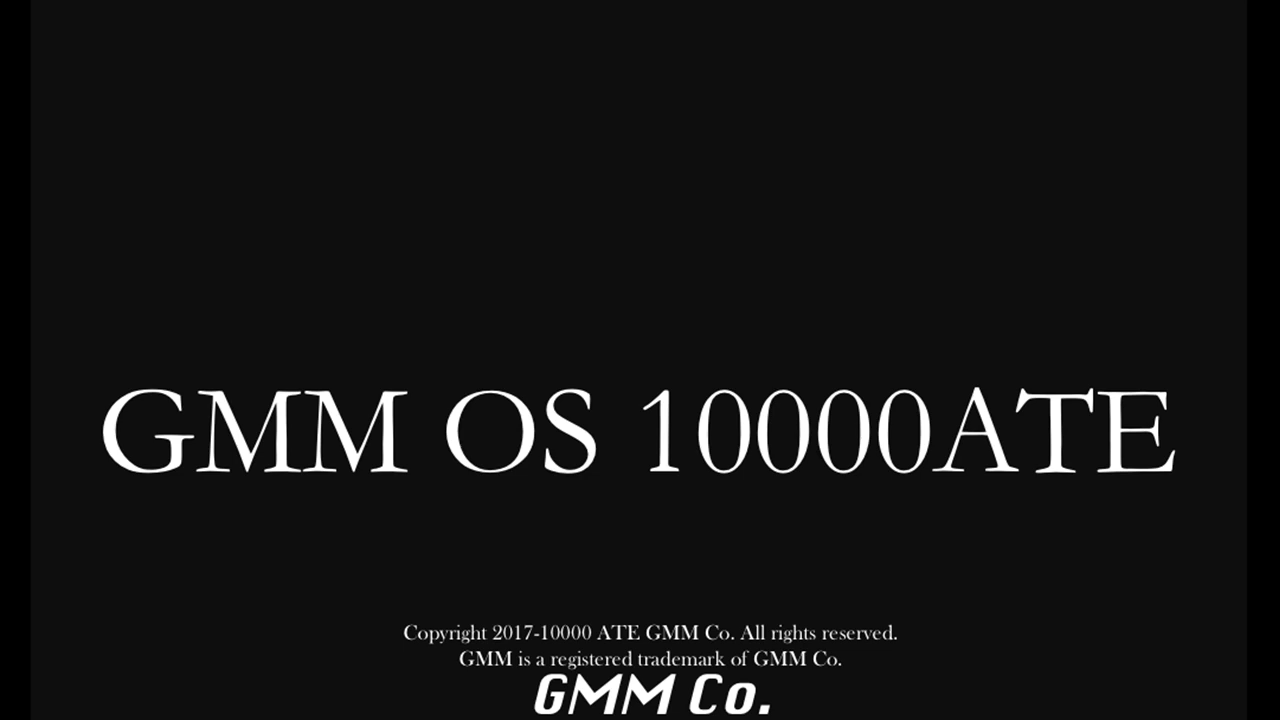 GMM OS 10000ATE
Copyright 2017-10000 ATE GMM Co. All rights reserved.
GMM is a registered trademark of GMM Co.
GMM Co.